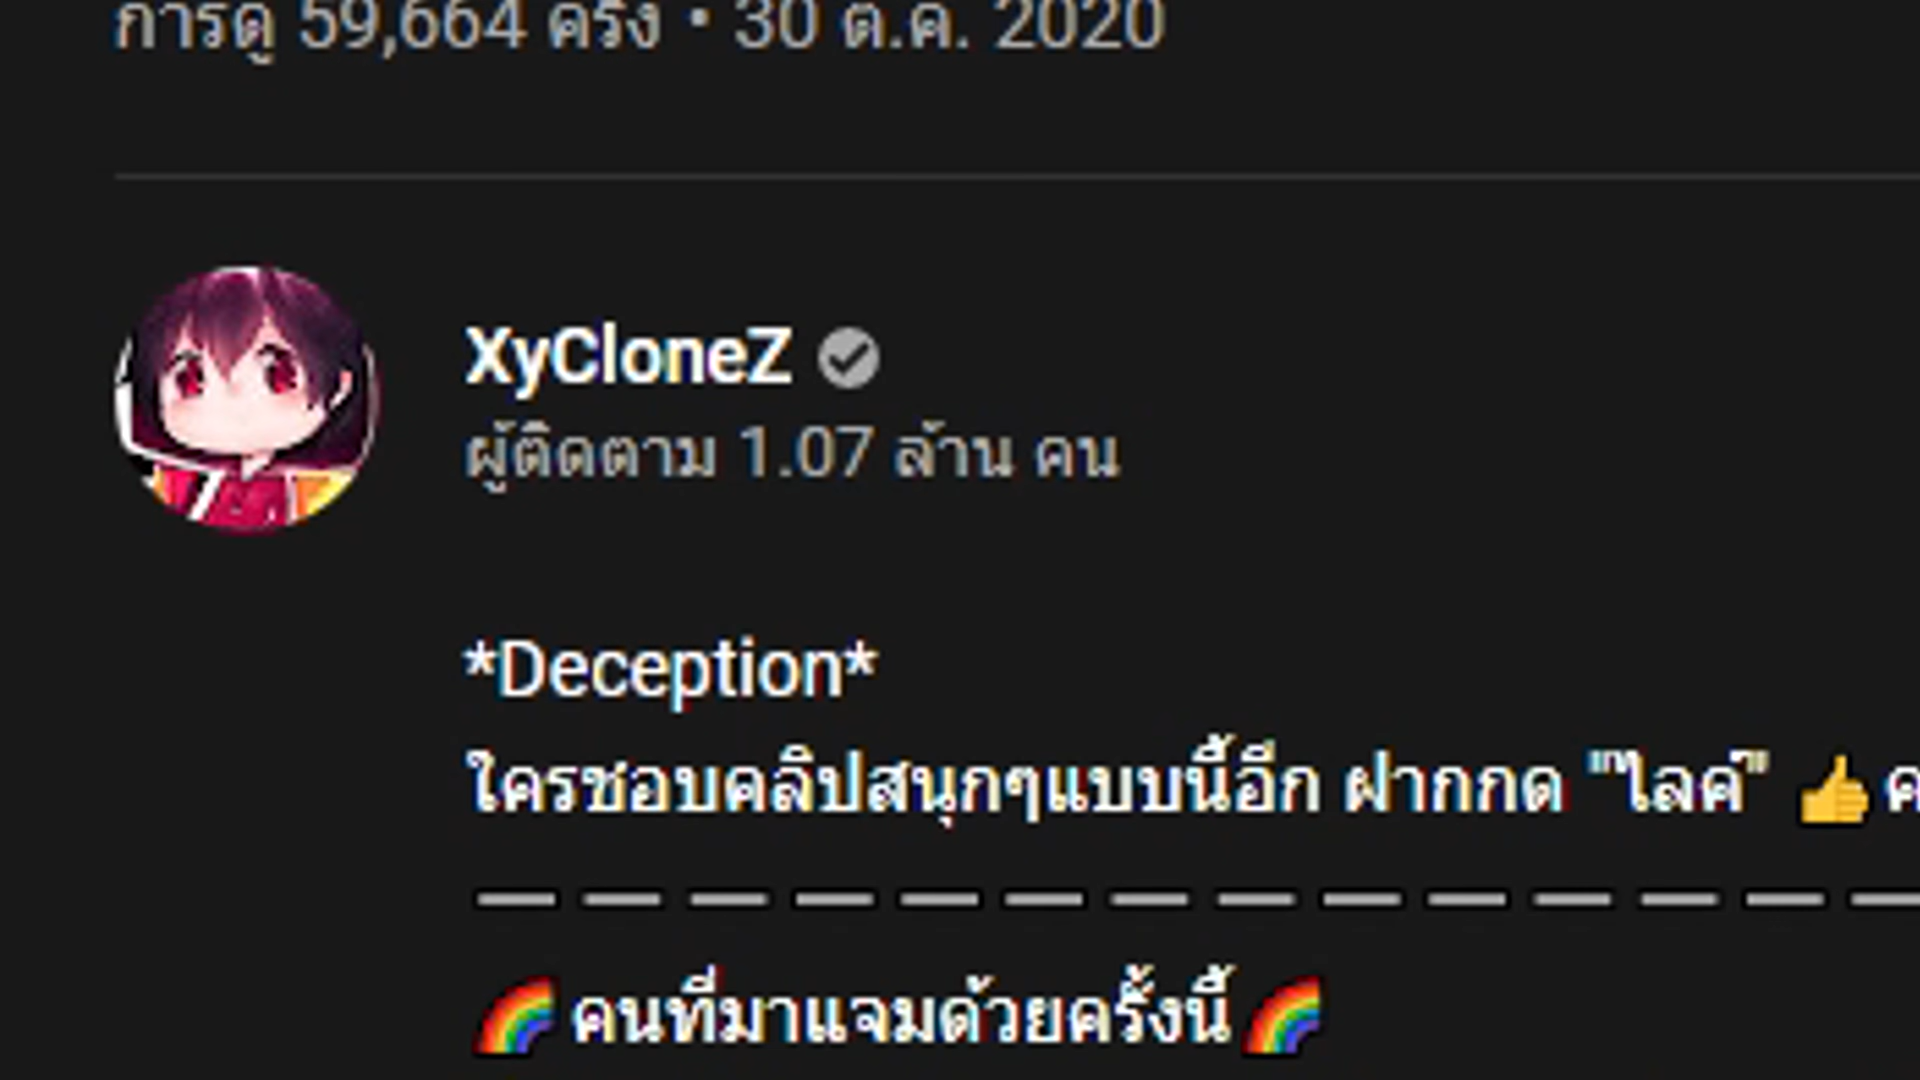 การดู 59,664 ครั้ง • 30 ต.ค. 2020
XyCloneZ
ผู้ติดตาม 1.07 ล้าน คน
*Deception*
ใครชอบคลิปสนุกๆแบบนี้อีก ฝากกด "'ไลค์'" 👍 ค
— — — — — — — — — — — — — —
🌈 คนที่มาแจมด้วยครั้งนี้ 🌈